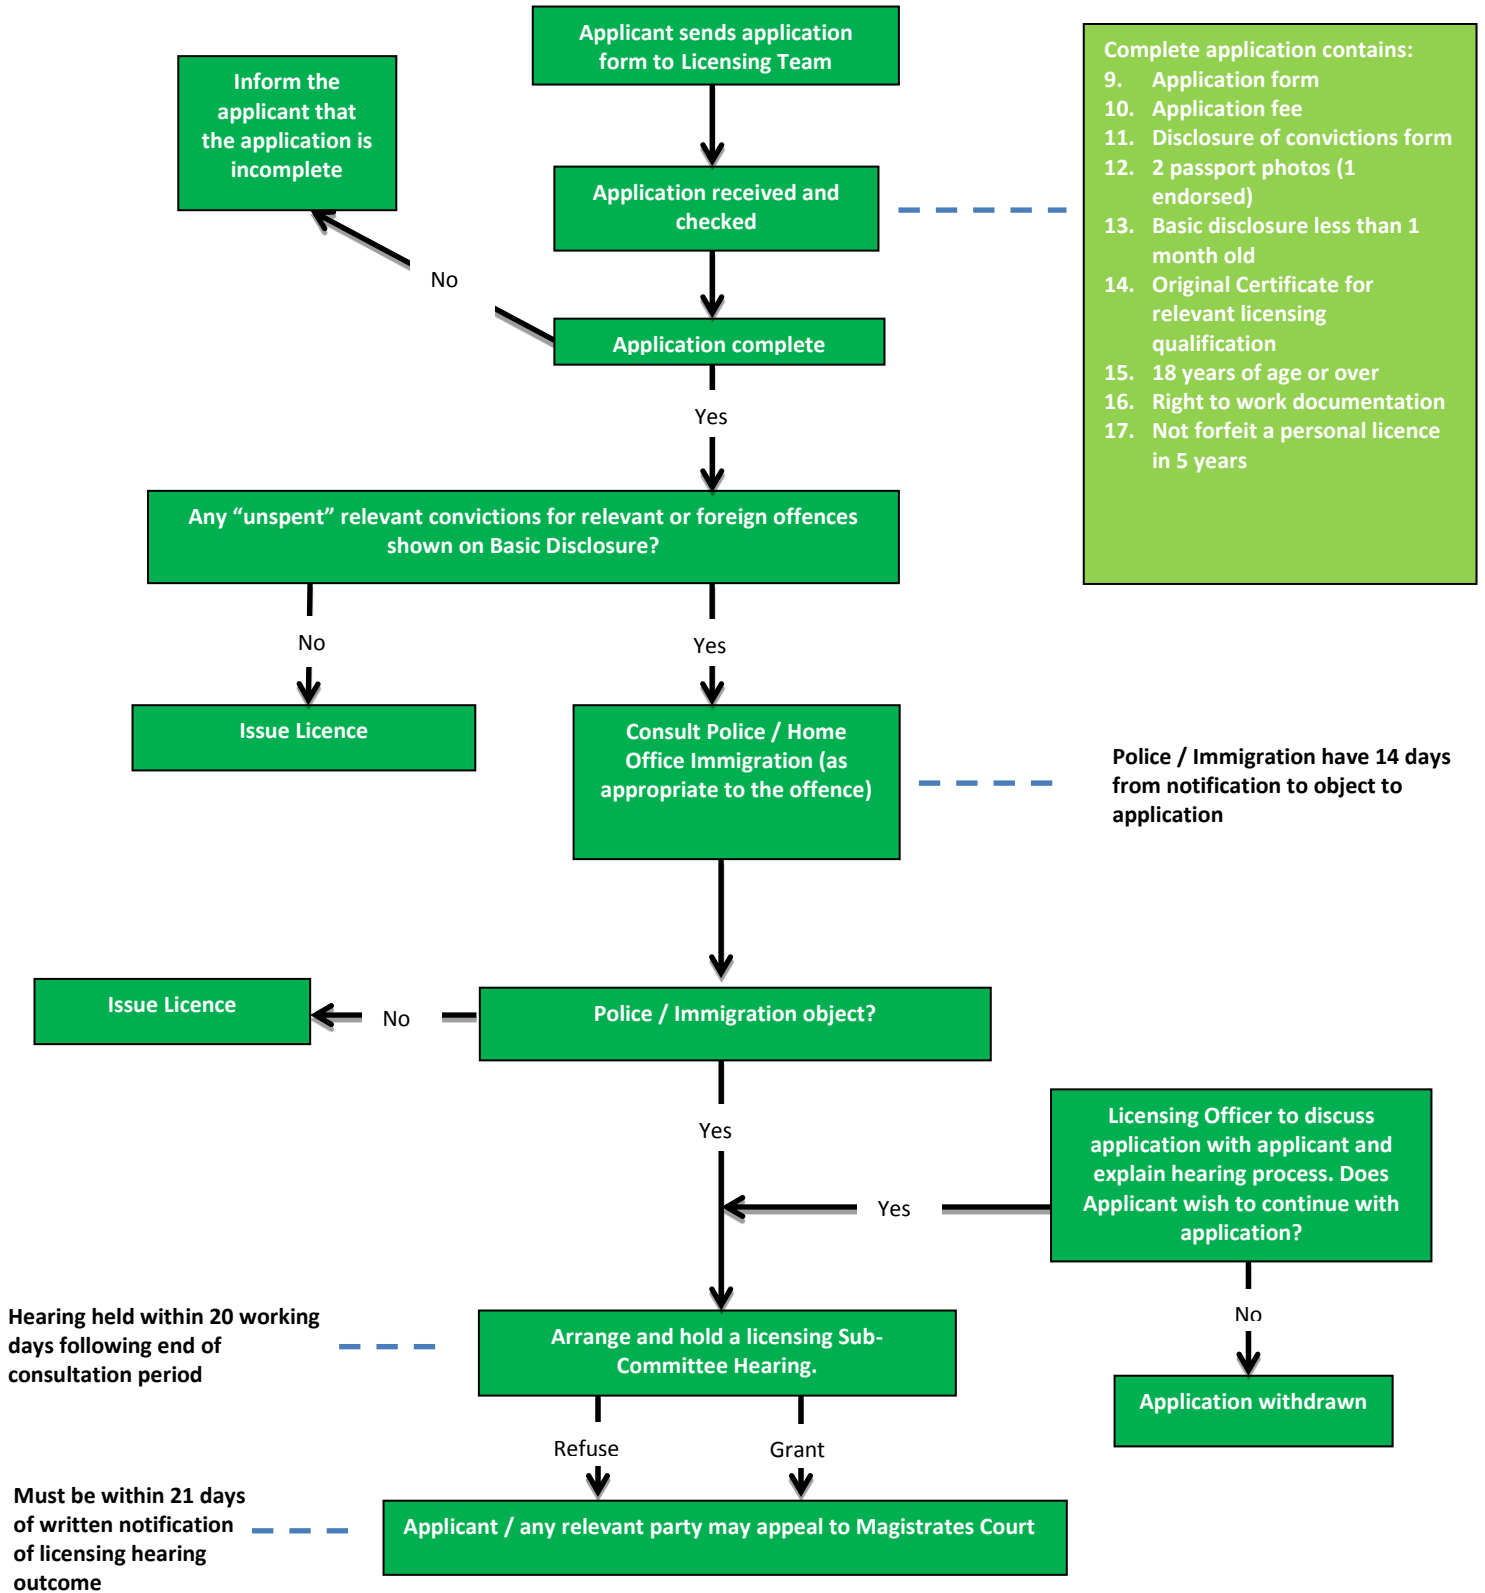 Applicant sends application
form to Licensing Team
Complete application contains:
9. Application form
10. Application fee
11. Disclosure of convictions form
12. 2 passport photos (1
endorsed)
13. Basic disclosure less than 1
month old
14. Original Certificate for
relevant licensing
qualification
15. 18 years of age or over
16. Right to work documentation
17. Not forfeit a personal licence
in 5 years
Inform the
applicant that
the application is
incomplete
Application received and
checked
No
Application complete
Yes
Any “unspent” relevant convictions for relevant or foreign offences
shown on Basic Disclosure?
No
Yes
Issue Licence
Consult Police / Home
Office Immigration (as
appropriate to the offence)
Police / Immigration have 14 days
from notification to object to
application
Issue Licence
No
Police / Immigration object?
Yes
Licensing Officer to discuss
application with applicant and
explain hearing process. Does
Applicant wish to continue with
application?
Yes
No
Hearing held within 20 working
days following end of
consultation period
Arrange and hold a licensing Sub-
Committee Hearing.
Application withdrawn
Refuse
Grant
Must be within 21 days
of written notification
of licensing hearing
outcome
Applicant / any relevant party may appeal to Magistrates Court